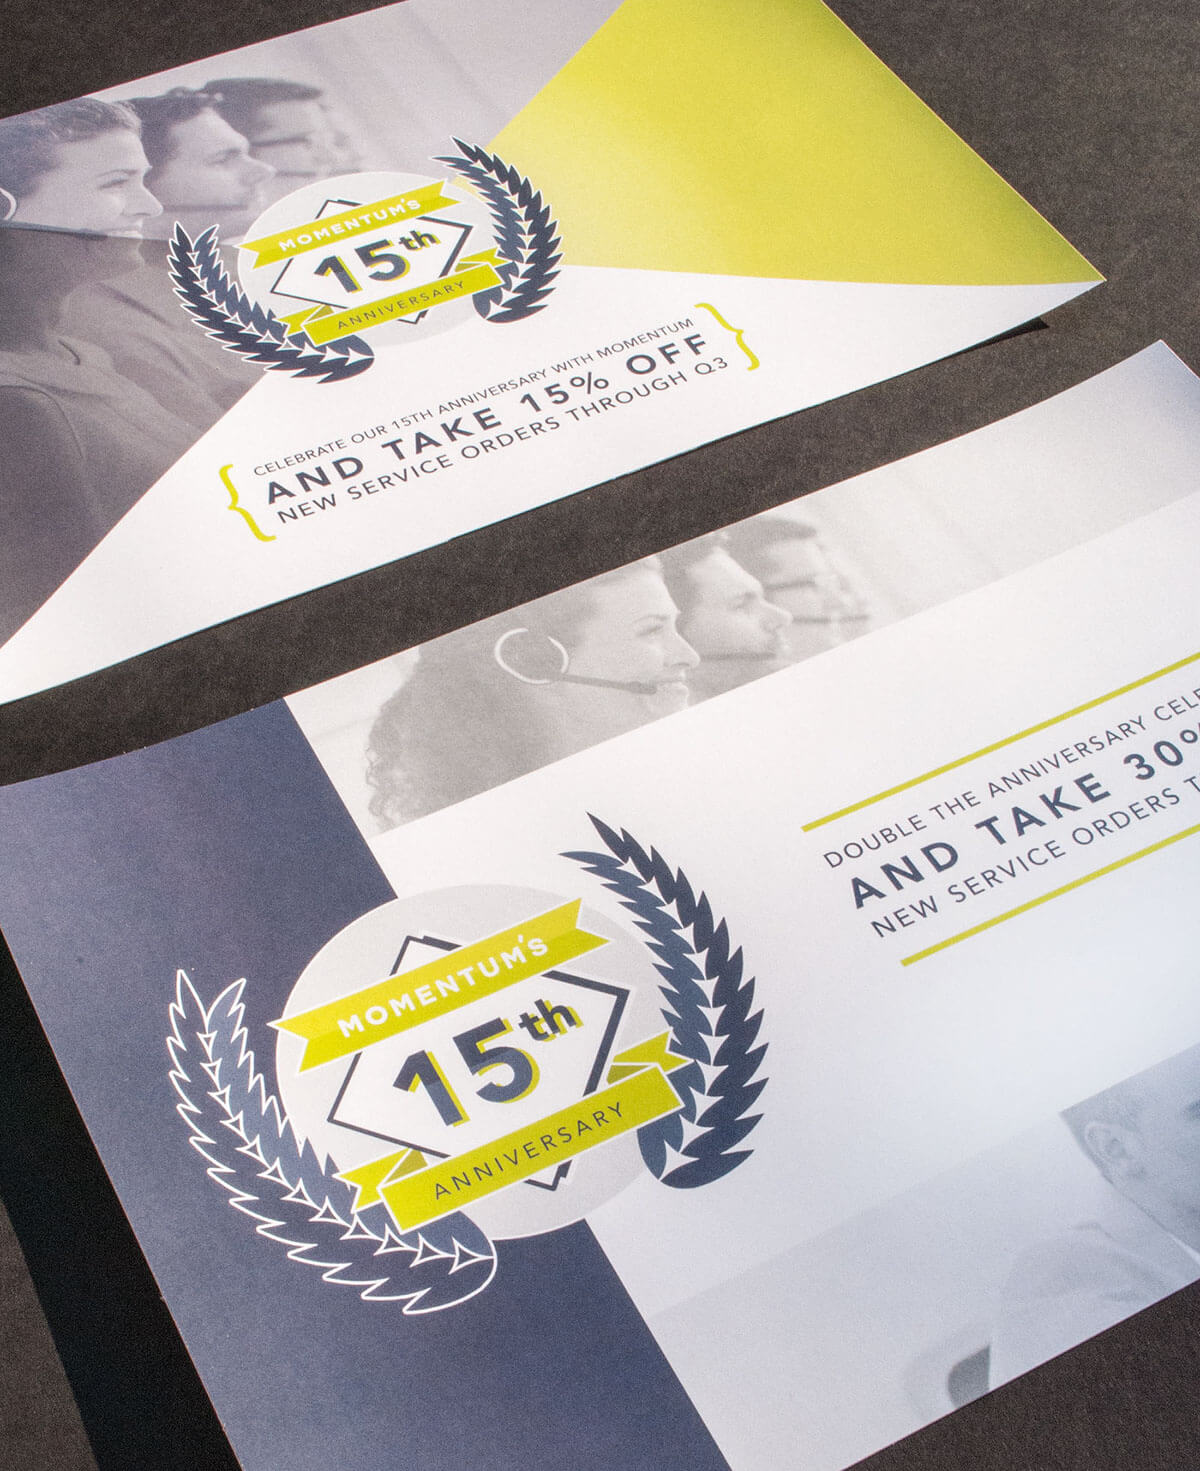 MOMENTUM'S
15th
ANNIVERSARY
{ CELEBRATE OUR 15TH ANNIVERSARY WITH MOMENTUM
AND TAKE 15% OFF
NEW SERVICE ORDERS THROUGH Q3 }
DOUBLE THE ANNIVERSARY
AND TAKE 30%
NEW SERVICE ORDERS
MOMENTUM'S
15th
ANNIVERSARY